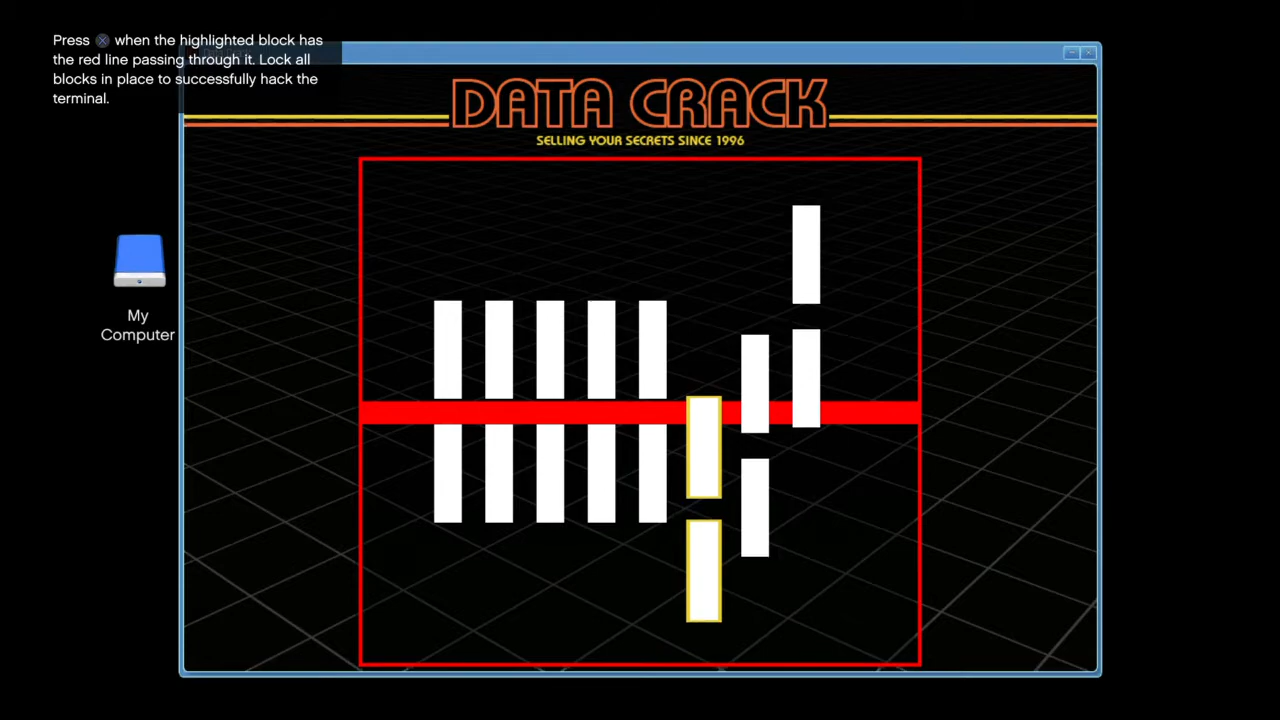 Press ⓧ when the highlighted block has
the red line passing through it. Lock all
blocks in place to successfully hack the
terminal.
DATA CRACK
SELLING YOUR SECRETS SINCE 1996
My
Computer